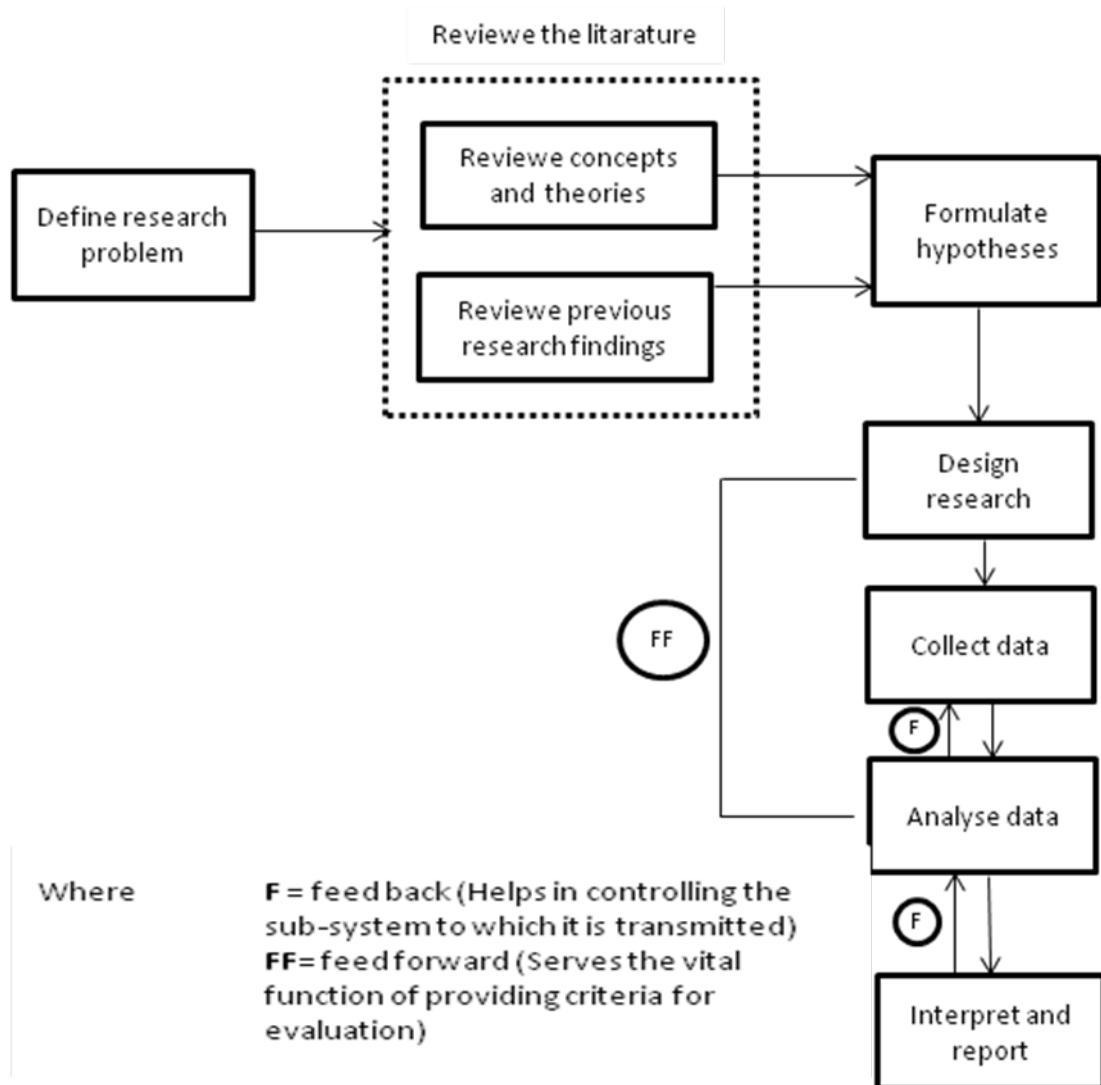 Reviewe the litarature
Define research
problem
Reviewe concepts
and theories
Reviewe previous
research findings
Formulate
hypotheses
Design
research
FF
Collect data
F
Analyse data
F
Interpret and
report
Where
F = feed back (Helps in controlling the
sub-system to which it is transmitted)
FF= feed forward (Serves the vital
function of providing criteria for
evaluation)